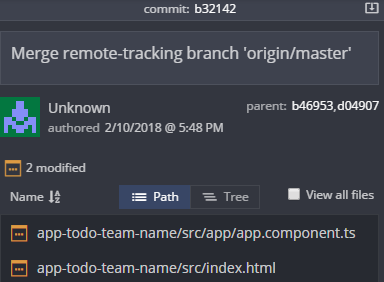 commit: b32142
Merge remote-tracking branch 'origin/master'
Unknown
parent: b46953,d04907
authored 2/10/2018 @ 5:48 PM
2 modified
Name Path Tree View all files
app-todo-team-name/src/app/app.component.ts
app-todo-team-name/src/index.html